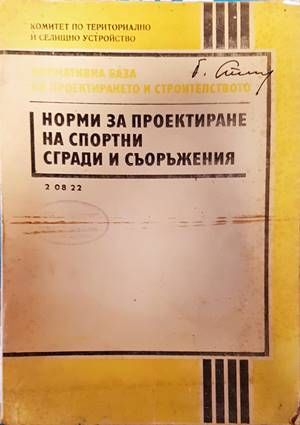 КОМИТЕТ ПО ТЕРИТОРИАЛНО
И СЕЛИЩНО УСТРОЙСТВО
НОРМАТИВНА БАЗА
НА ПРОЕКТИРАНЕТО И СТРОИТЕЛСТВОТО
НОРМИ ЗА ПРОЕКТИРАНЕ
НА СПОРТНИ
СГРАДИ И СЪОРЪЖЕНИЯ
2 08 22